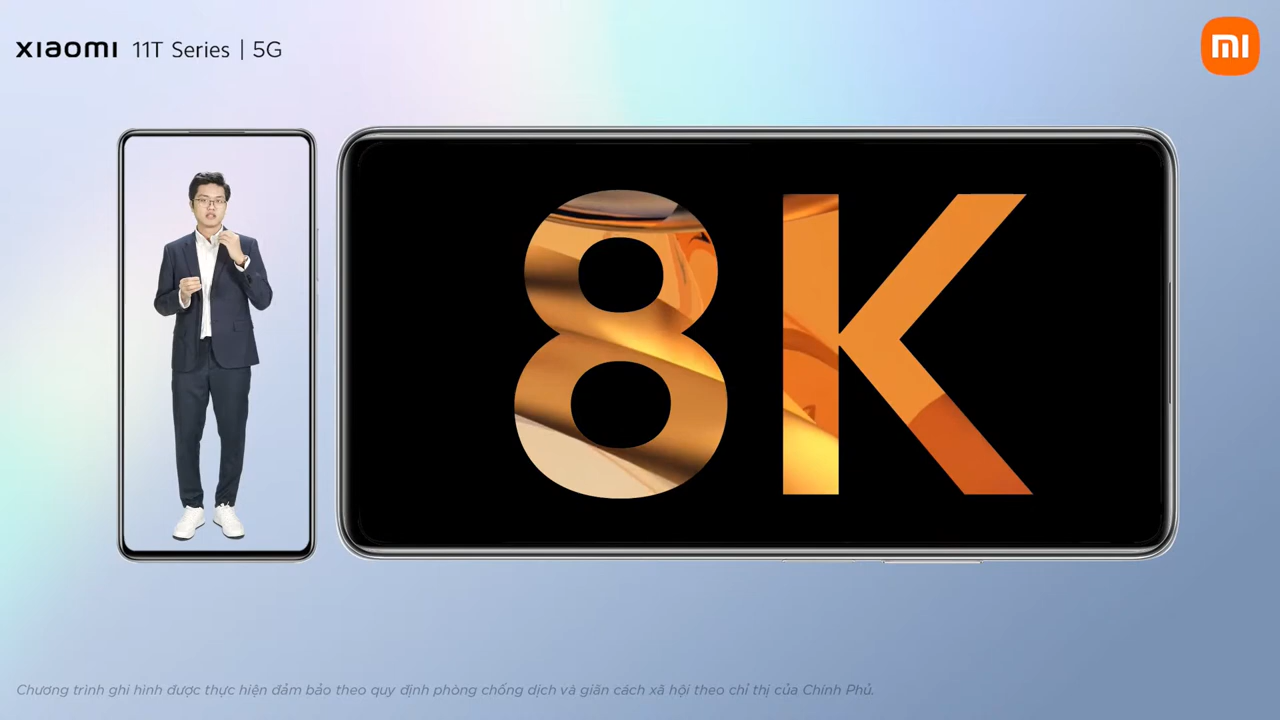 xiaomi 11T Series | 5G
mi
8K
Chương trình ghi hình được thực hiện đảm bảo theo quy định phòng chống dịch và giãn cách xã hội theo chỉ thị của Chính Phủ.